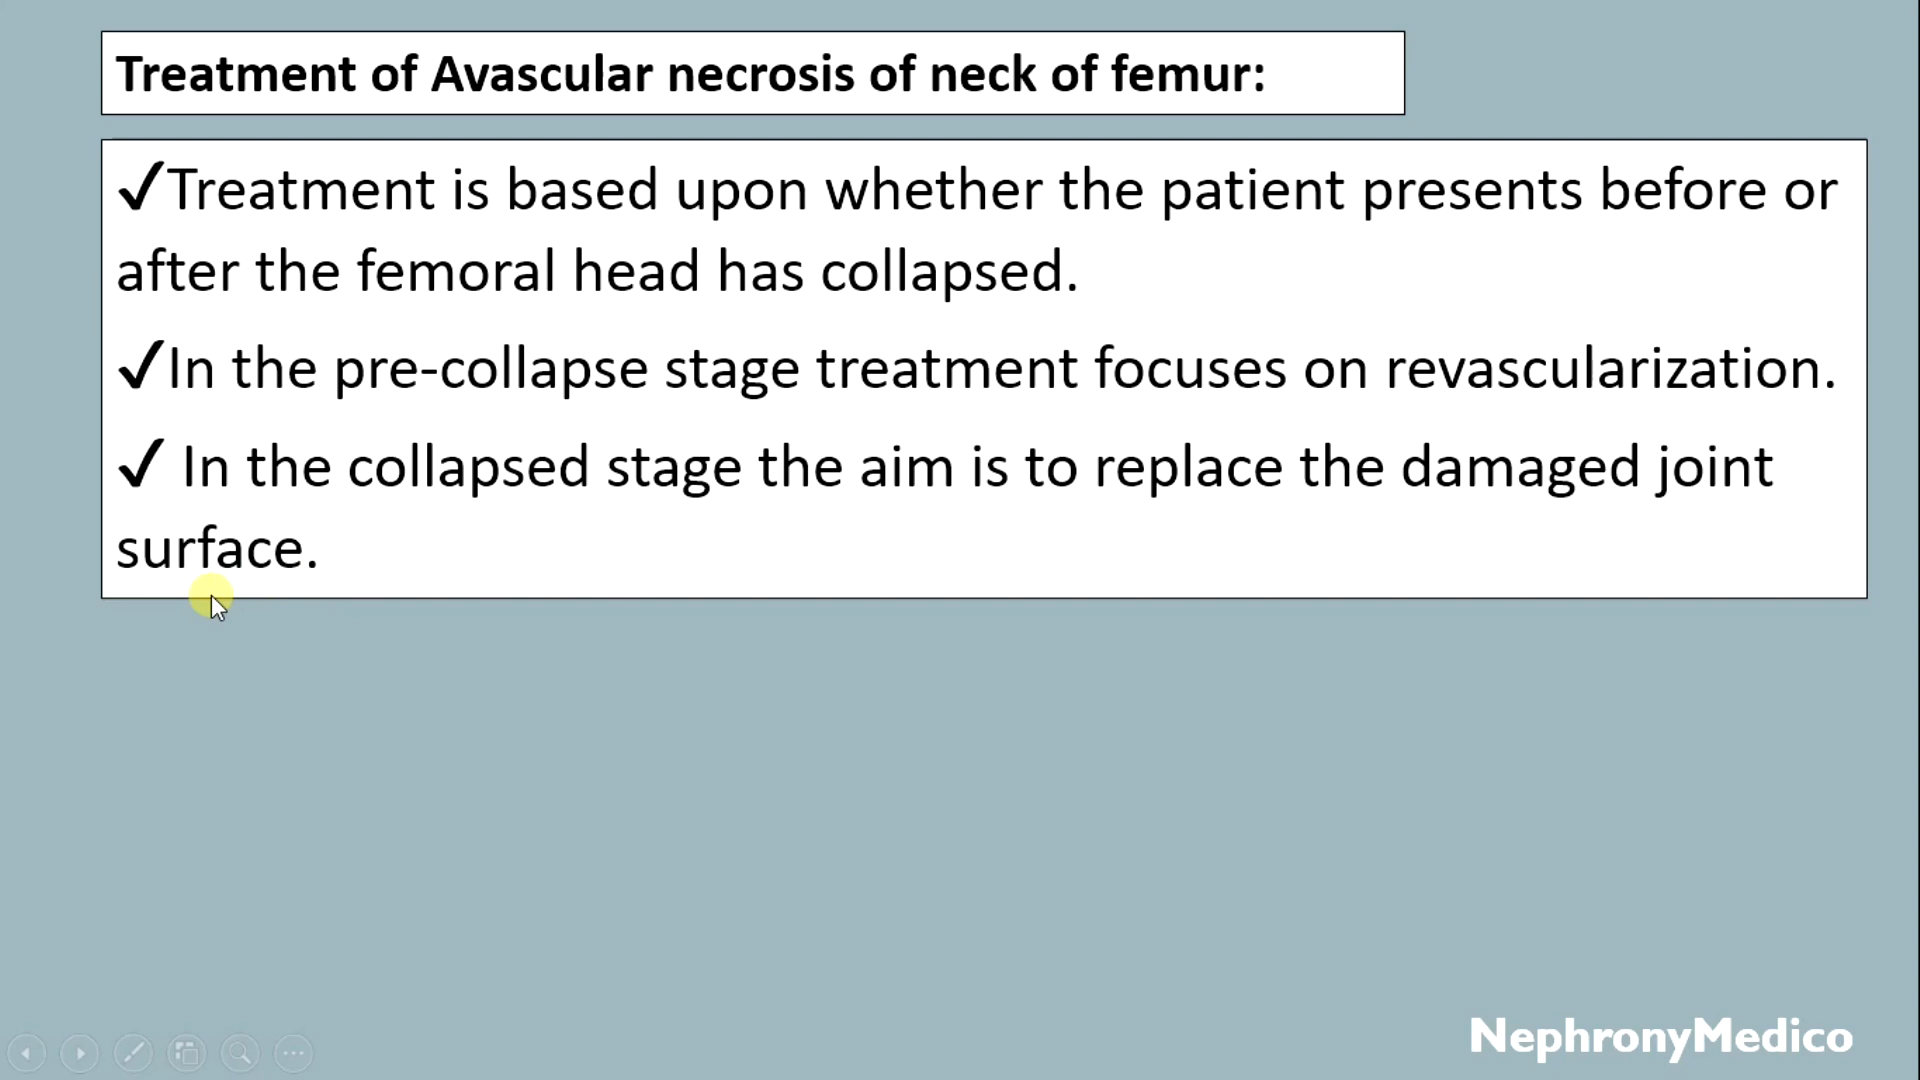 Treatment of Avascular necrosis of neck of femur:
✓Treatment is based upon whether the patient presents before or
after the femoral head has collapsed.
✓In the pre-collapse stage treatment focuses on revascularization.
✓ In the collapsed stage the aim is to replace the damaged joint
surface.
NephronyMedico